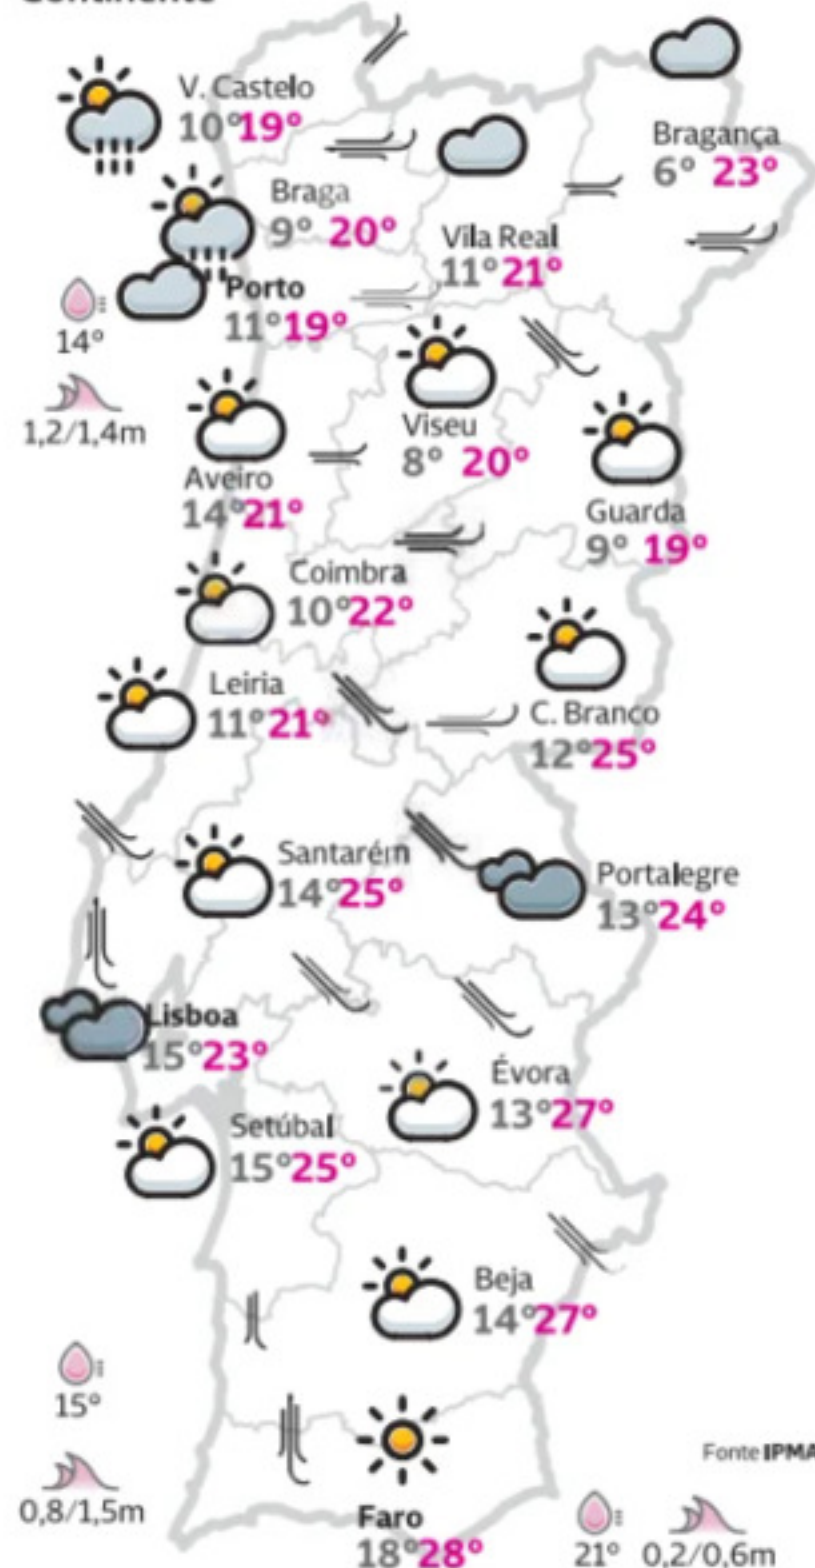 Continente
V. Castelo
10° 19°
Bragança
6° 23°
Braga
9° 20°
Vila Real
11° 21°
Porto
11° 19°
14°
1,2/1,4m
Viseu
8° 20°
Aveiro
14° 21°
Guarda
9° 19°
Coimbra
10° 22°
Leiria
11° 21°
C. Branco
12° 25°
Santarém
14° 25°
Portalegre
13° 24°
Lisboa
15° 23°
Évora
13° 27°
Setúbal
15° 25°
Beja
14° 27°
15°
0,8/1,5m
Fonte IPMA
Faro
18° 28°
21° 0,2/0,6m